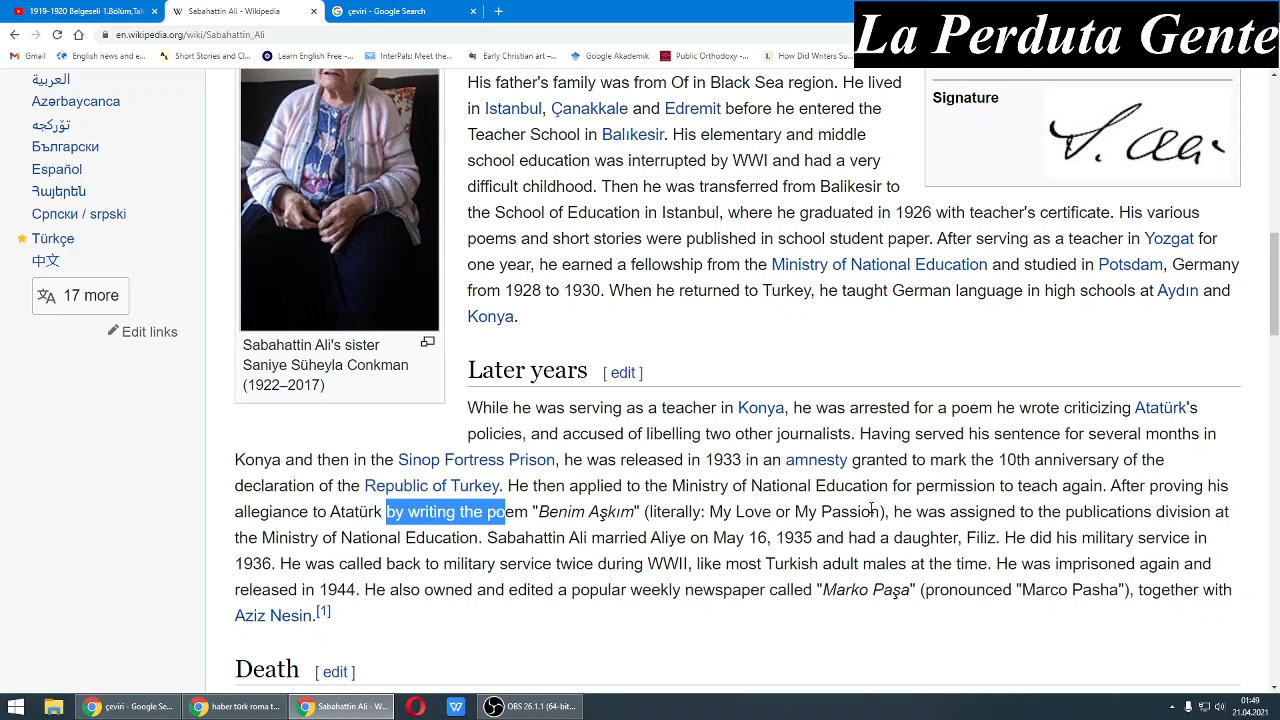 1919-1920 Belgeseli 1.Bölüm,Tah
Sabahattin Ali - Wikipedia
çeviri - Google Search
en.wikipedia.org/wiki/Sabahattin_Ali
La Perduta Gente
Gmail
English news and e...
Short Stories and Cl...
Learn English Free -...
InterPals: Meet the...
Early Christian art –...
Google Akademik
Public Orthodoxy -...
How Did Writers Su
العربية
Azərbaycanca
تۆرکجه
Български
Español
Հայերեն
Српски / srpski
Türkçe
中文
17 more
Edit links
Sabahattin Ali's sister
Saniye Süheyla Conkman
(1922–2017)
His father's family was from Of in Black Sea region. He lived
in Istanbul, Çanakkale and Edremit before he entered the
Teacher School in Balıkesir. His elementary and middle
school education was interrupted by WWI and had a very
difficult childhood. Then he was transferred from Balikesir to
the School of Education in Istanbul, where he graduated in 1926 with teacher's certificate. His various
poems and short stories were published in school student paper. After serving as a teacher in Yozgat for
one year, he earned a fellowship from the Ministry of National Education and studied in Potsdam, Germany
from 1928 to 1930. When he returned to Turkey, he taught German language in high schools at Aydın and
Konya.
Signature
S. Ali
Later years [ edit ]
While he was serving as a teacher in Konya, he was arrested for a poem he wrote criticizing Atatürk's
policies, and accused of libelling two other journalists. Having served his sentence for several months in
Konya and then in the Sinop Fortress Prison, he was released in 1933 in an amnesty granted to mark the 10th anniversary of the
declaration of the Republic of Turkey. He then applied to the Ministry of National Education for permission to teach again. After proving his
allegiance to Atatürk by writing the poem "Benim Aşkım" (literally: My Love or My Passion), he was assigned to the publications division at
the Ministry of National Education. Sabahattin Ali married Aliye on May 16, 1935 and had a daughter, Filiz. He did his military service in
1936. He was called back to military service twice during WWII, like most Turkish adult males at the time. He was imprisoned again and
released in 1944. He also owned and edited a popular weekly newspaper called "Marko Paşa" (pronounced "Marco Pasha"), together with
Aziz Nesin.[1]
Death [ edit ]
çeviri - Google Se...
haber türk roma t...
Sabahattin Ali - W...
OBS 26.1.1 (64-bit...
01:49
21.04.2021